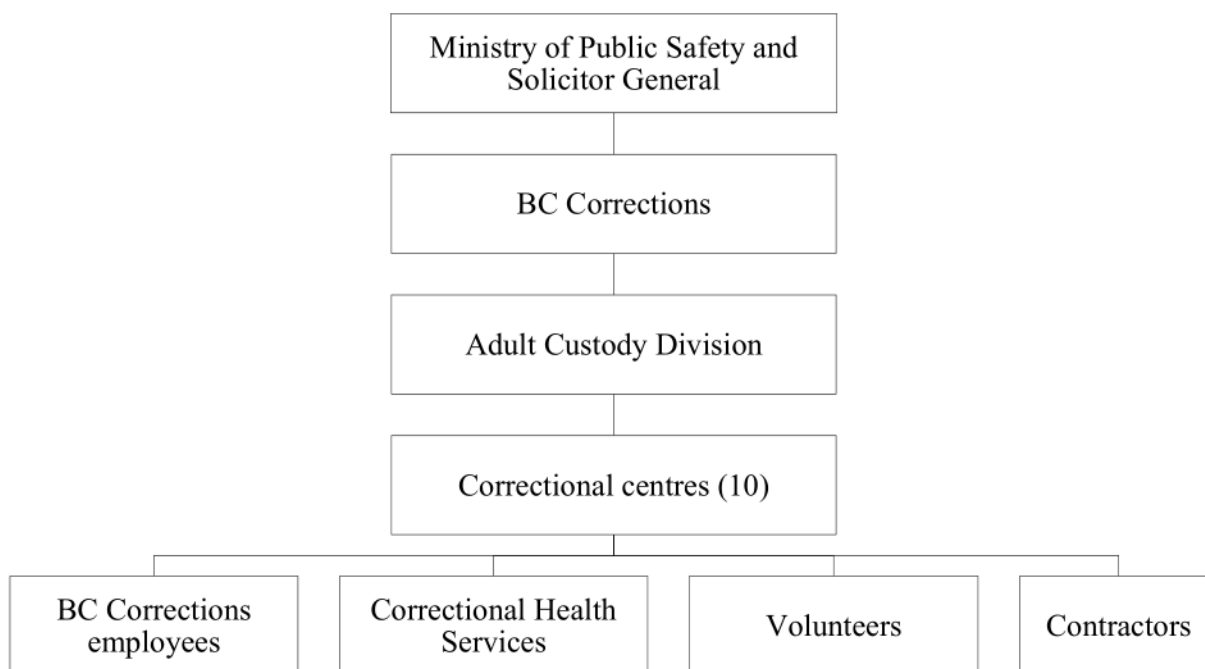 Ministry of Public Safety and
Solicitor General
BC Corrections
Adult Custody Division
Correctional centres (10)
BC Corrections
employees
Correctional Health
Services
Volunteers
Contractors